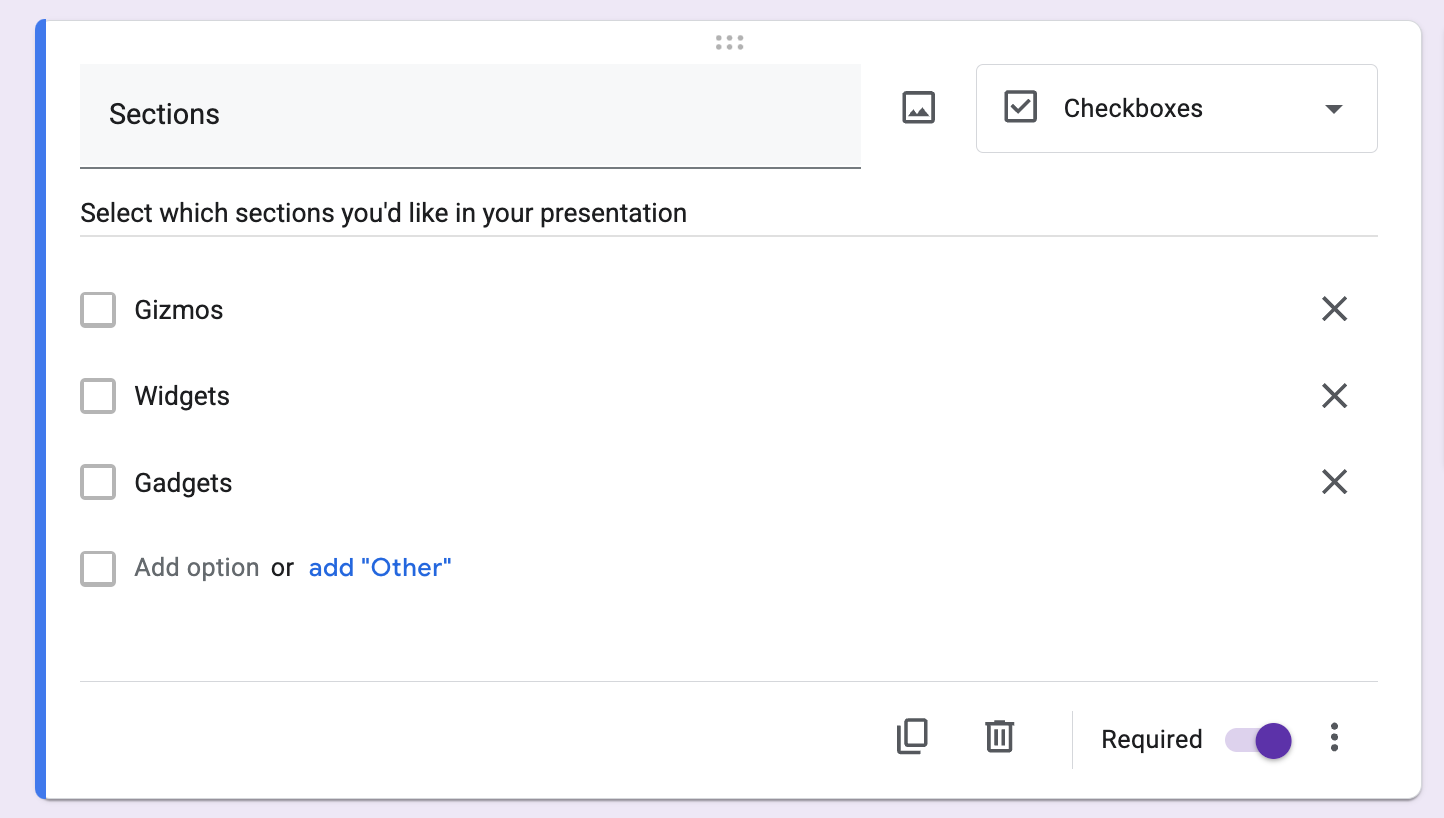 Sections
Checkboxes
Select which sections you'd like in your presentation
Gizmos
Widgets
Gadgets
Add option or add "Other"
Required